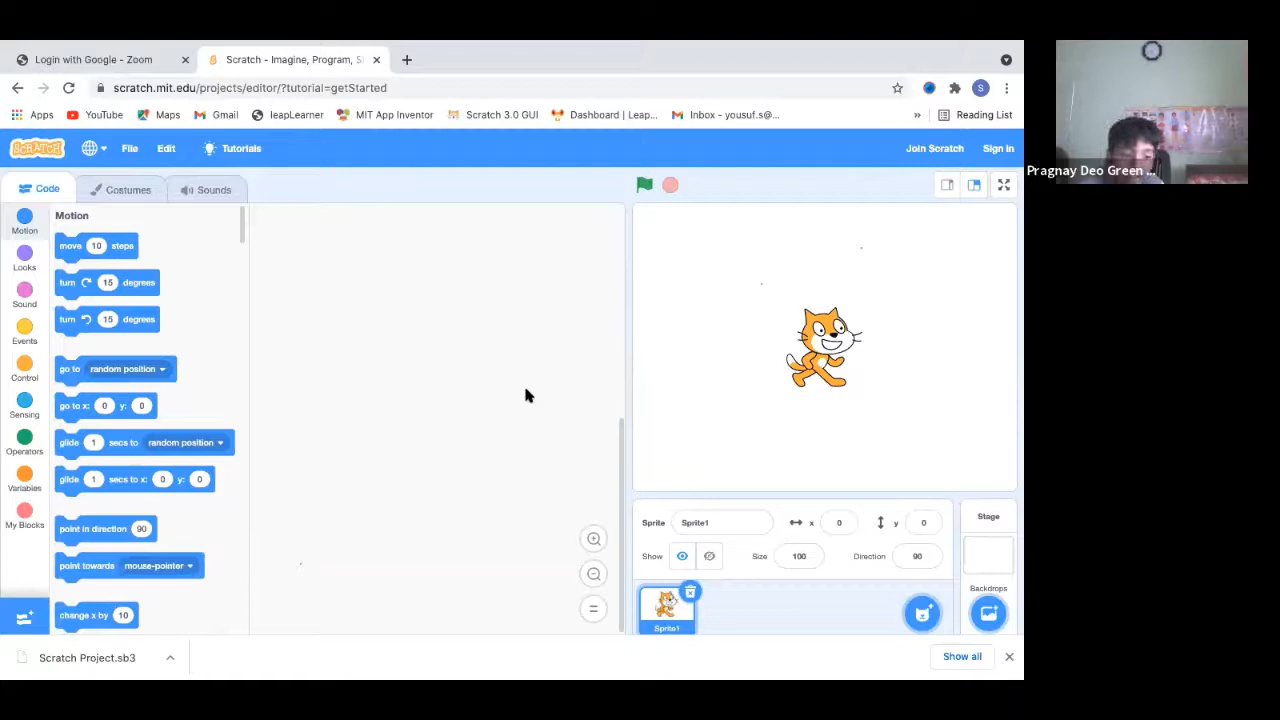 Login with Google - Zoom
Scratch - Imagine, Program, S
scratch.mit.edu/projects/editor/?tutorial=getStarted
Apps YouTube Maps Gmail leapLearner MIT App Inventor Scratch 3.0 GUI Dashboard | Leap... Inbox - yousuf.s@... » Reading List
S
SCRATCH File Edit Tutorials Join Scratch Sign in
Code Costumes Sounds
Motion
Looks
Sound
Events
Control
Sensing
Operators
Variables
My Blocks
Motion
move 10 steps
turn 15 degrees
turn 15 degrees
go to random position
go to x: 0 y: 0
glide 1 secs to random position
glide 1 secs to x: 0 y: 0
point in direction 90
point towards mouse-pointer
change x by 10
Sprite Sprite1 x 0 y 0
Show Size 100 Direction 90
Sprite1
Stage
Backdrops
Scratch Project.sb3
Show all
Pragnay Deo Green ...